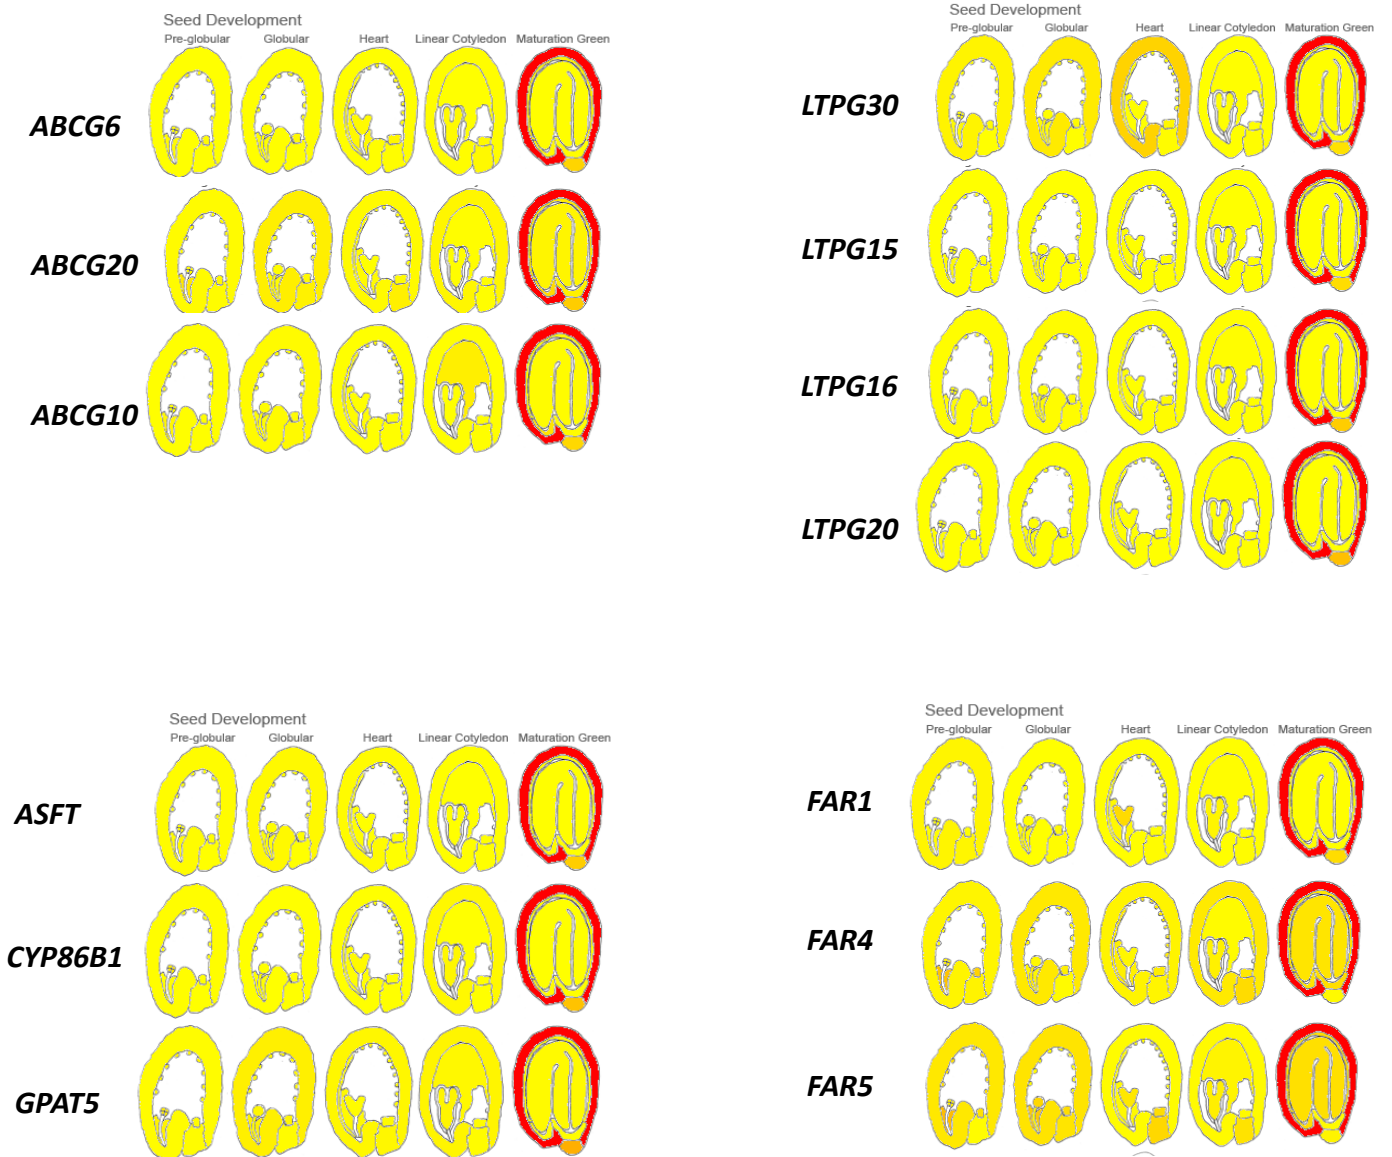 Seed Development
Pre-globular Globular Heart Linear Cotyledon Maturation Green
ABCG6
ABCG20
ABCG10
Seed Development
Pre-globular Globular Heart Linear Cotyledon Maturation Green
LTPG30
LTPG15
LTPG16
LTPG20
Seed Development
Pre-globular Globular Heart Linear Cotyledon Maturation Green
ASFT
CYP86B1
GPAT5
Seed Development
Pre-globular Globular Heart Linear Cotyledon Maturation Green
FAR1
FAR4
FAR5